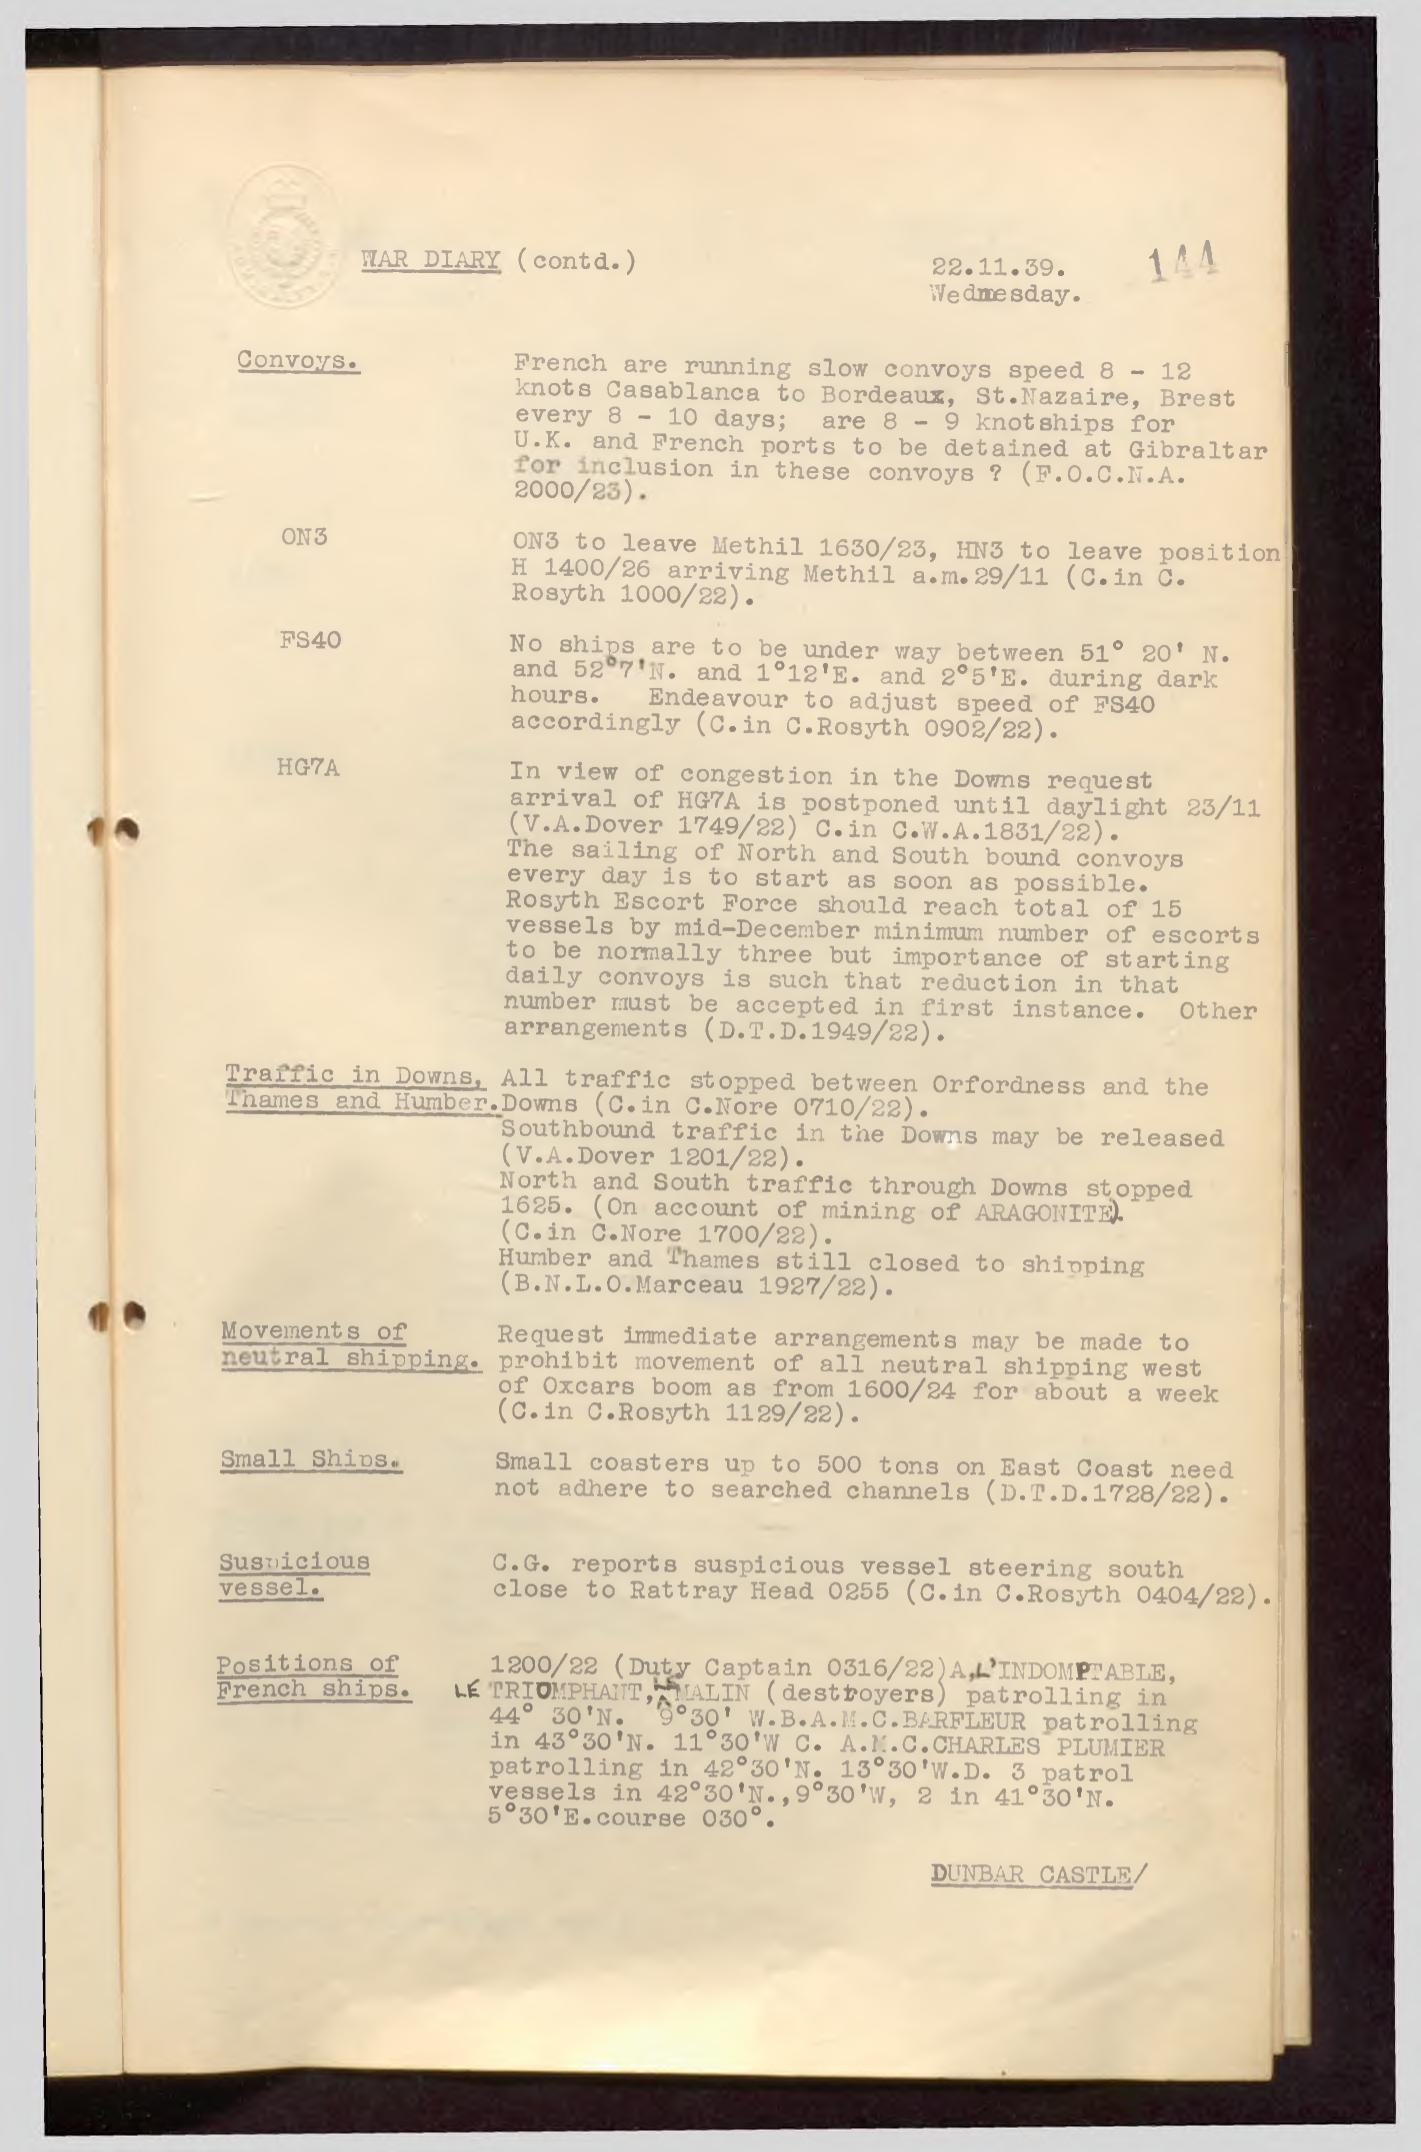 WAR DIARY (contd.)
22.11.39.
144
Wednesday.
Convoys.
French are running slow convoys speed 8 - 12
knots Casablanca to Bordeaux, St.Nazaire, Brest
every 8 - 10 days; are 8 - 9 knotships for
U.K. and French ports to be detained at Gibraltar
for inclusion in these convoys ? (F.O.C.N.A.
2000/23).
ON3
ON3 to leave Methil 1630/23, HN3 to leave position
H 1400/26 arriving Methil a.m.29/11 (C.in C.
Rosyth 1000/22).
FS40
No ships are to be under way between 51° 20' N.
and 52°7'N. and 1°12'E. and 2°5'E. during dark
hours. Endeavour to adjust speed of FS40
accordingly (C.in C.Rosyth 0902/22).
HG7A
In view of congestion in the Downs request
arrival of HG7A is postponed until daylight 23/11
(V.A.Dover 1749/22) C.in C.W.A.1831/22).
The sailing of North and South bound convoys
every day is to start as soon as possible.
Rosyth Escort Force should reach total of 15
vessels by mid-December minimum number of escorts
to be normally three but importance of starting
daily convoys is such that reduction in that
number must be accepted in first instance. Other
arrangements (D.T.D.1949/22).
Traffic in Downs,
Thames and Humber.
All traffic stopped between Orfordness and the
Downs (C.in C.Nore 0710/22).
Southbound traffic in the Downs may be released
(V.A.Dover 1201/22).
North and South traffic through Downs stopped
1625. (On account of mining of ARAGONITE).
(C.in C.Nore 1700/22).
Humber and Thames still closed to shipping
(B.N.L.O.Marceau 1927/22).
Movements of
neutral shipping.
Request immediate arrangements may be made to
prohibit movement of all neutral shipping west
of Oxcars boom as from 1600/24 for about a week
(C.in C.Rosyth 1129/22).
Small Ships.
Small coasters up to 500 tons on East Coast need
not adhere to searched channels (D.T.D.1728/22).
Suspicious
vessel.
C.G. reports suspicious vessel steering south
close to Rattray Head 0255 (C.in C.Rosyth 0404/22).
Positions of
French ships.
1200/22 (Duty Captain 0316/22)A,L'INDOMPTABLE,
LE TRIOMPHANT, LE MALIN (destroyers) patrolling in
44° 30'N. 9°30' W.B.A.M.C.BARFLEUR patrolling
in 43°30'N. 11°30'W C. A.M.C.CHARLES PLUMIER
patrolling in 42°30'N. 13°30'W.D. 3 patrol
vessels in 42°30'N.,9°30'W, 2 in 41°30'N.
5°30'E.course 030°.
DUNBAR CASTLE/